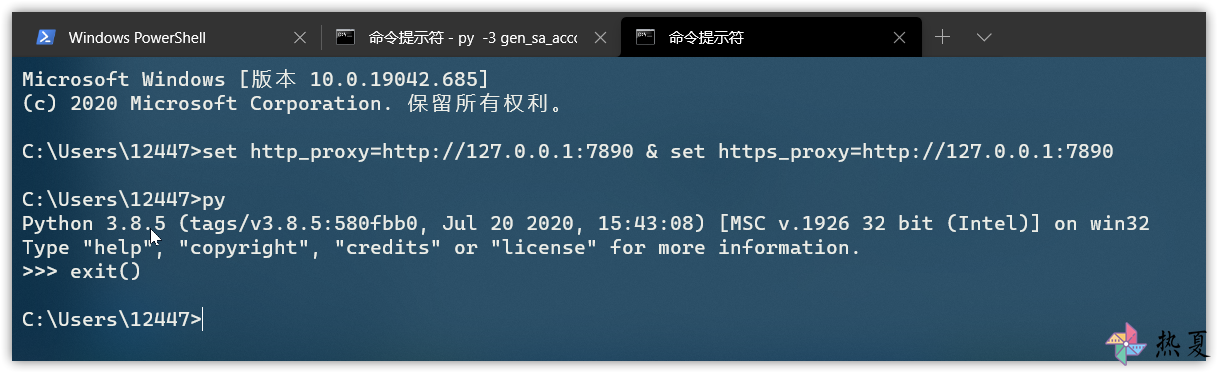 Windows PowerShell
命令提示符 - py  -3 gen_sa_acco
命令提示符
Microsoft Windows [版本 10.0.19042.685]
(c) 2020 Microsoft Corporation. 保留所有权利。
C:\Users\12447>set http_proxy=http://127.0.0.1:7890 & set https_proxy=http://127.0.0.1:7890
C:\Users\12447>py
Python 3.8.5 (tags/v3.8.5:580fbb0, Jul 20 2020, 15:43:08) [MSC v.1926 32 bit (Intel)] on win32
Type "help", "copyright", "credits" or "license" for more information.
>>> exit()
C:\Users\12447>
热夏